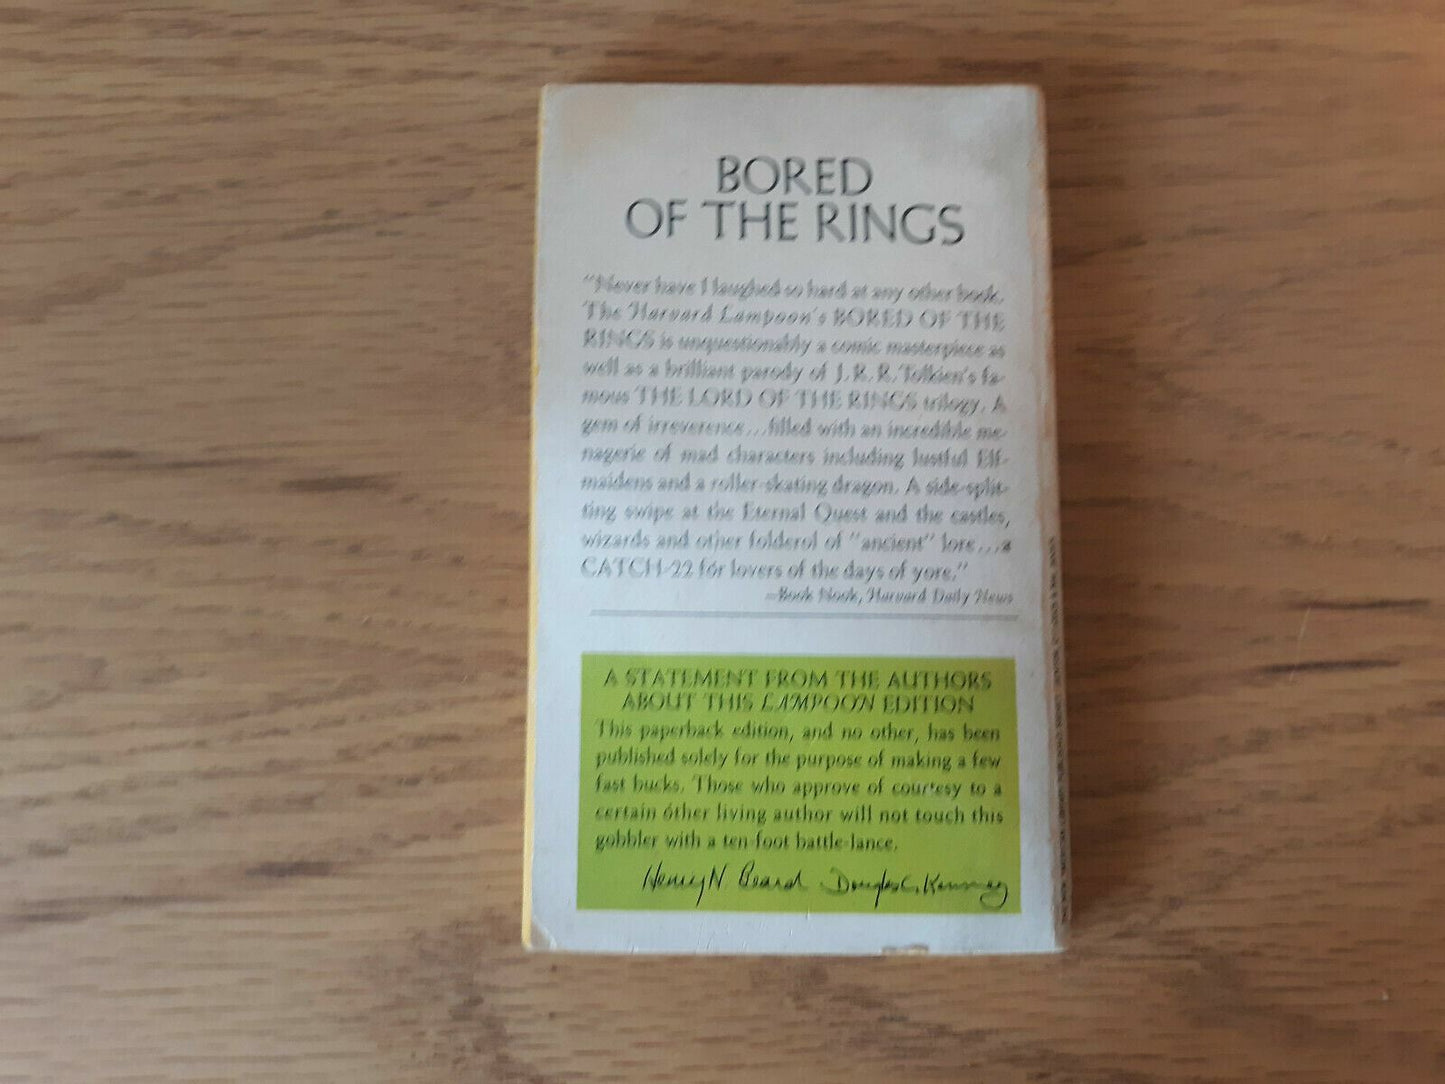 BORED
OF THE RINGS
"Never have I laughed so hard at any other book.
The Harvard Lampoon's BORED OF THE
RINGS is unquestionably a comic masterpiece as
well as a brilliant parody of J. R. R. Tolkien's fa-
mous THE LORD OF THE RINGS trilogy. A
gem of irreverence...filled with an incredible me-
nagerie of mad characters including lustful Elf-
maidens and a roller-skating dragon. A side-split-
ting swipe at the Eternal Quest and the castles,
wizards and other folderol of "ancient" lore...a
CATCH-22 for lovers of the days of yore."
—Book Nook, Harvard Daily News
A STATEMENT FROM THE AUTHORS
ABOUT THIS LAMPOON EDITION
This paperback edition, and no other, has been
published solely for the purpose of making a few
fast bucks. Those who approve of courtesy to a
certain other living author will not touch this
gobbler with a ten-foot battle-lance.
Henry N. Beard Douglas C. Kenney